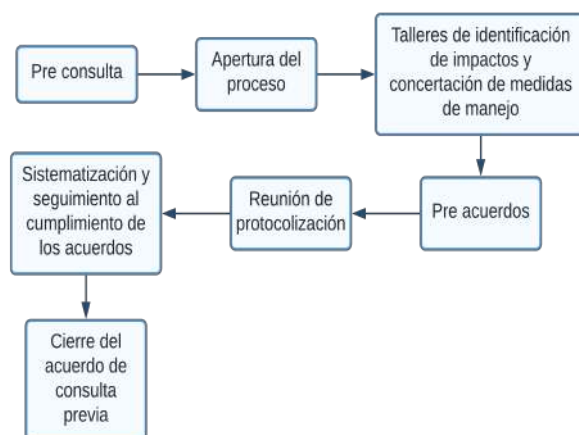 Pre consulta
Apertura del
proceso
Talleres de identificación
de impactos y
concertación de medidas
de manejo
Pre acuerdos
Reunión de
protocolización
Sistematización y
seguimiento al
cumplimiento de
los acuerdos
Cierre del
acuerdo de
consulta
previa